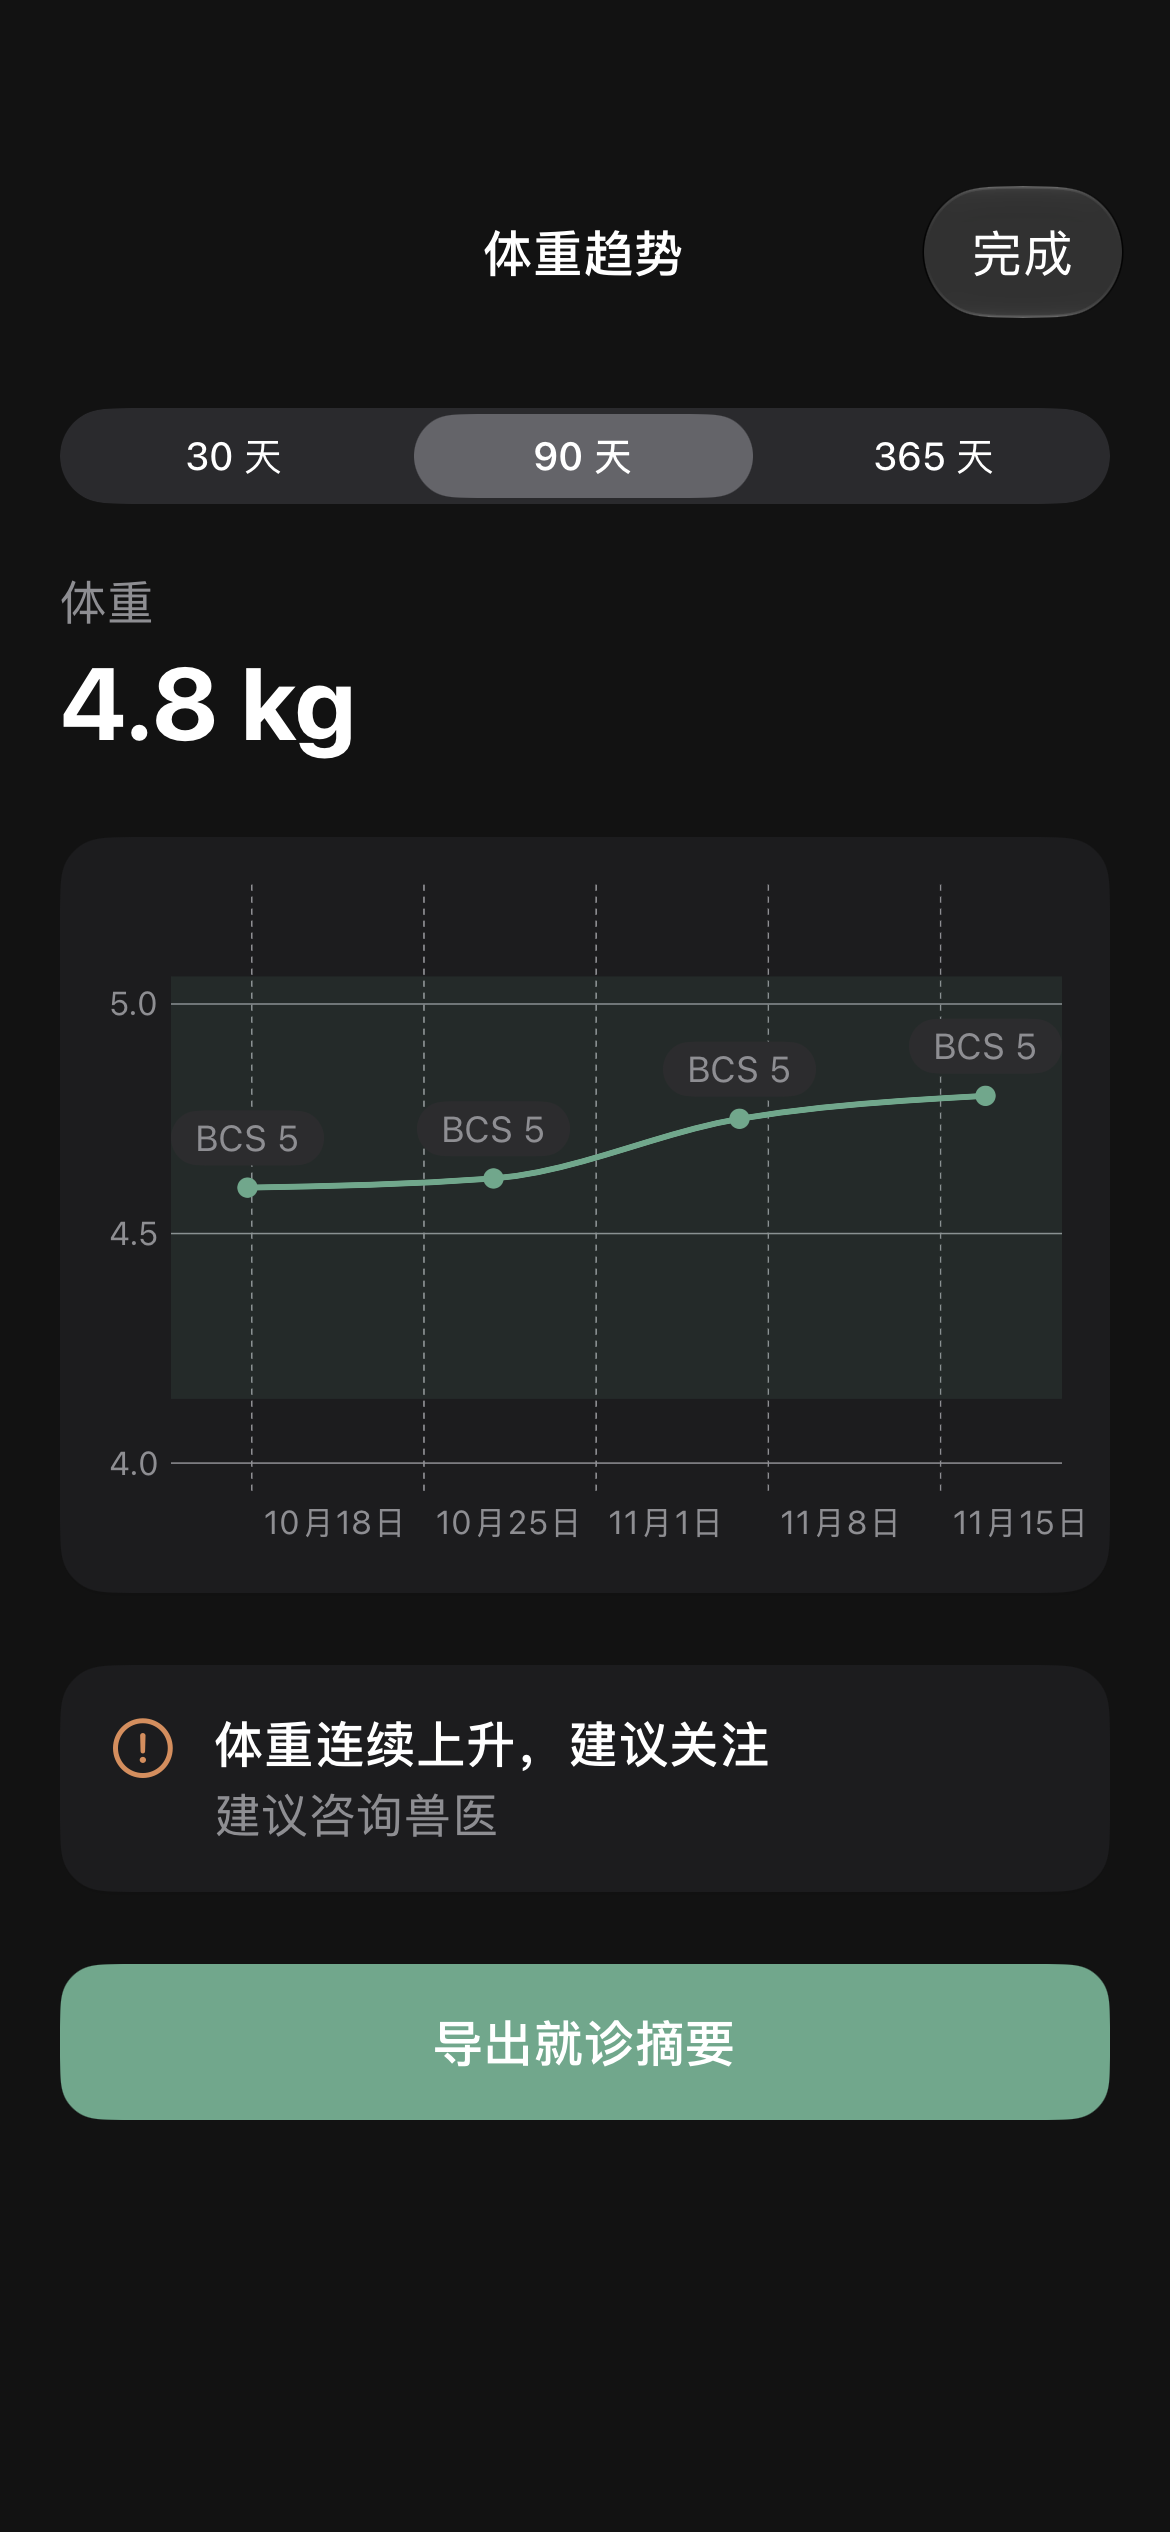 体重趋势
完成
30 天
90 天
365 天
体重
4.8 kg
5.0
BCS 5
BCS 5
BCS 5
BCS 5
4.5
4.0
10月18日
10月25日
11月1日
11月8日
11月15日
体重连续上升，建议关注
建议咨询兽医
导出就诊摘要